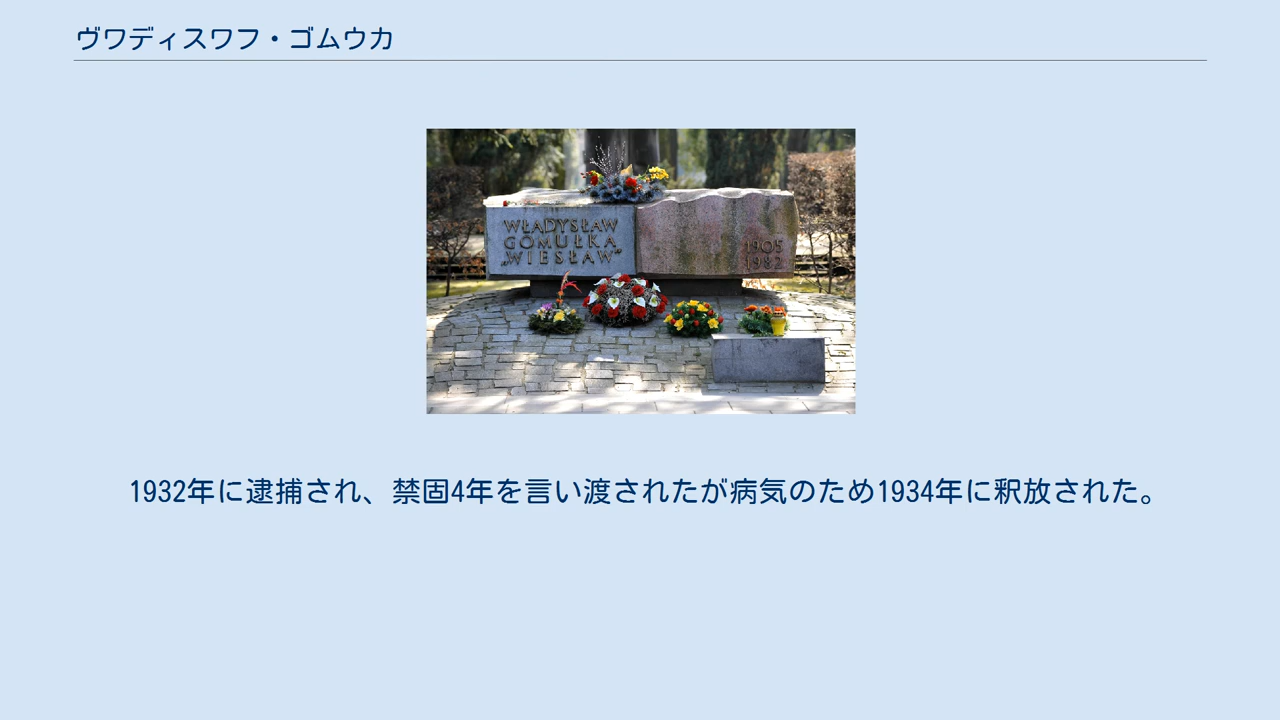 ヴワディスワフ・ゴムウカ
WŁADYSŁAW
GOMUŁKA
„WIESŁAW”
1905
1982
1932年に逮捕され、禁固4年を言い渡されたが病気のため1934年に釈放された。